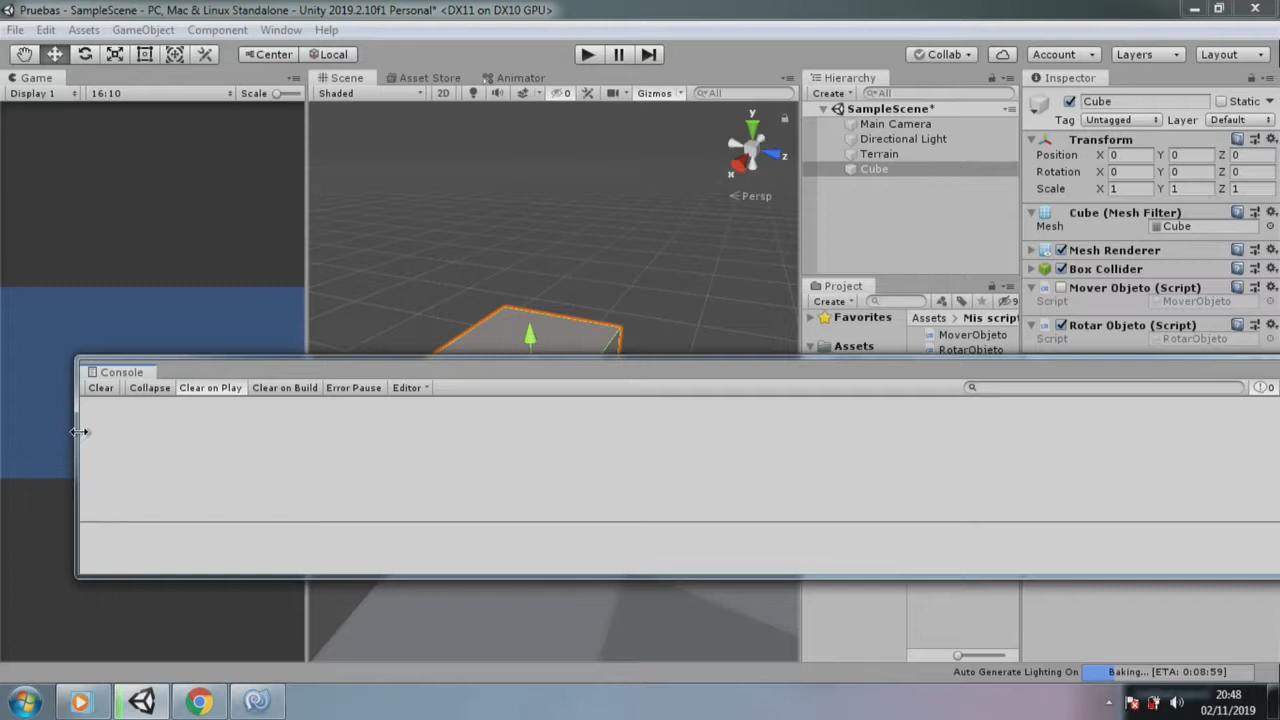 Pruebas - SampleScene - PC, Mac & Linux Standalone - Unity 2019.2.10f1 Personal* <DX11 on DX10 GPU>
File Edit Assets GameObject Component Window Help
Center Local Collab Account Layers Layout
Game Scene Asset Store Animator Hierarchy Inspector
Display 1 16:10 Scale Shaded 2D 0 Gizmos All Create All
Cube Static
SampleScene*
Main Camera
Directional Light
Terrain
Cube
Tag Untagged Layer Default
Transform
Position X 0 Y 0 Z 0
Rotation X 0 Y 0 Z 0
Scale X 1 Y 1 Z 1
y
z
x
Persp
Cube (Mesh Filter)
Mesh Cube
Mesh Renderer
Box Collider
Mover Objeto (Script)
Script MoverObjeto
Rotar Objeto (Script)
Script RotarObjeto
Project
Create 9
Favorites
Assets
Assets Mis script
MoverObjeto
RotarObjeto
Console
Clear Collapse Clear on Play Clear on Build Error Pause Editor 0
Auto Generate Lighting On Baking... [ETA: 0:08:59]
20:48
02/11/2019